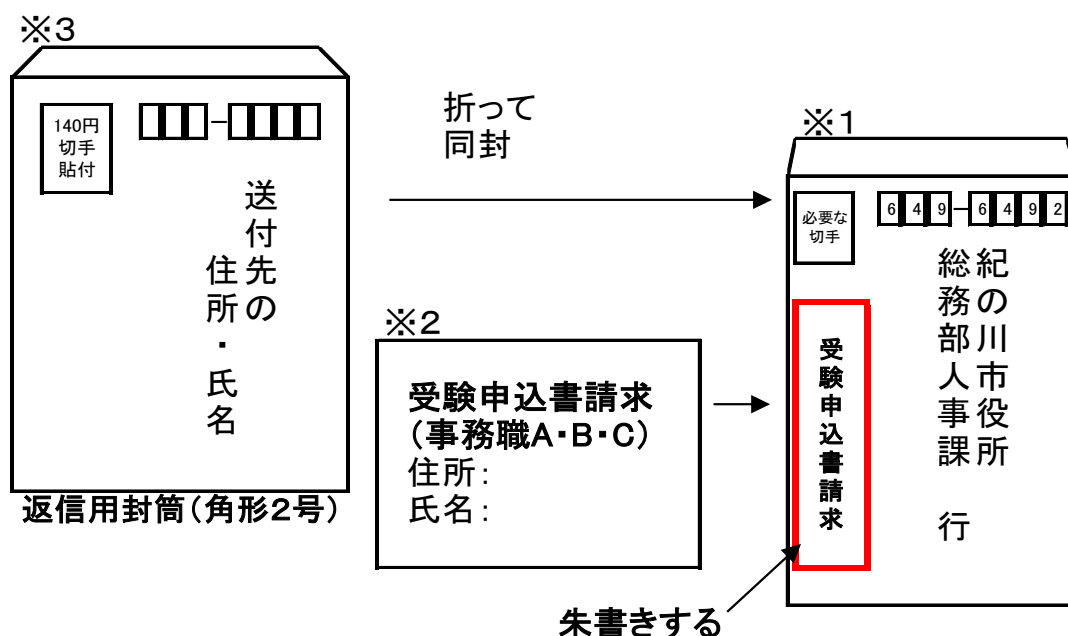 ※3
140円
切手
貼付
送付先の
住所・氏名
返信用封筒(角形2号)
折って
同封
※2
受験申込書請求
(事務職A・B・C)
住所:
氏名:
※1
必要な
切手
649-6492
紀の川市役所
総務部人事課 行
受験申込書請求
朱書きする